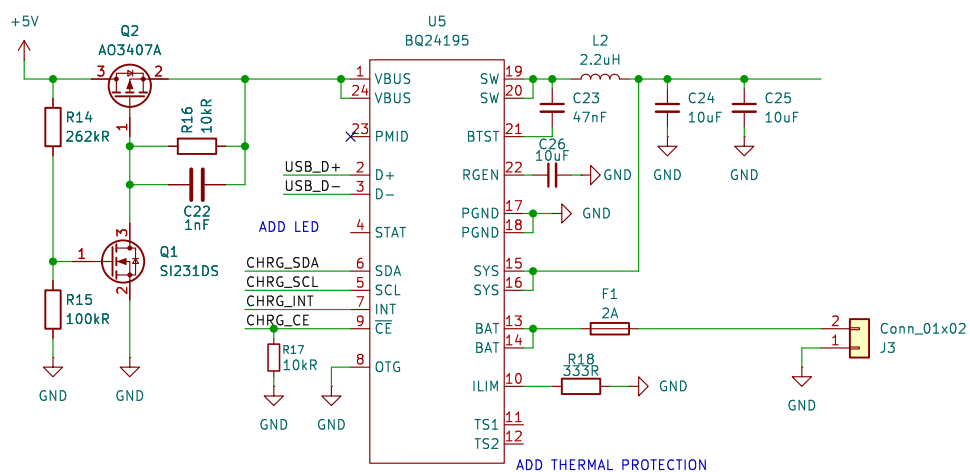 +5V
Q2
AO3407A
3
2
1
R14
262kR
R16
10kR
C22
1nF
3
1
2
Q1
SI231DS
R15
100kR
GND
GND
U5
BQ24195
1 VBUS
24 VBUS
23 PMID
USB_D+ 2 D+
USB_D- 3 D-
ADD LED
4 STAT
CHRG_SDA 6 SDA
CHRG_SCL 5 SCL
CHRG_INT 7 INT
CHRG_CE 9 CE
8 OTG
R17
10kR
GND
GND
SW 19
SW 20
BTST 21
RGEN 22
PGND 17
PGND 18
SYS 15
SYS 16
BAT 13
BAT 14
ILIM 10
TS1 11
TS2 12
L2
2.2uH
C23
47nF
C24
10uF
C25
10uF
GND
GND
C26
10uF
GND
GND
F1
2A
R18
333R
GND
2
1
Conn_01x02
J3
GND
ADD THERMAL PROTECTION